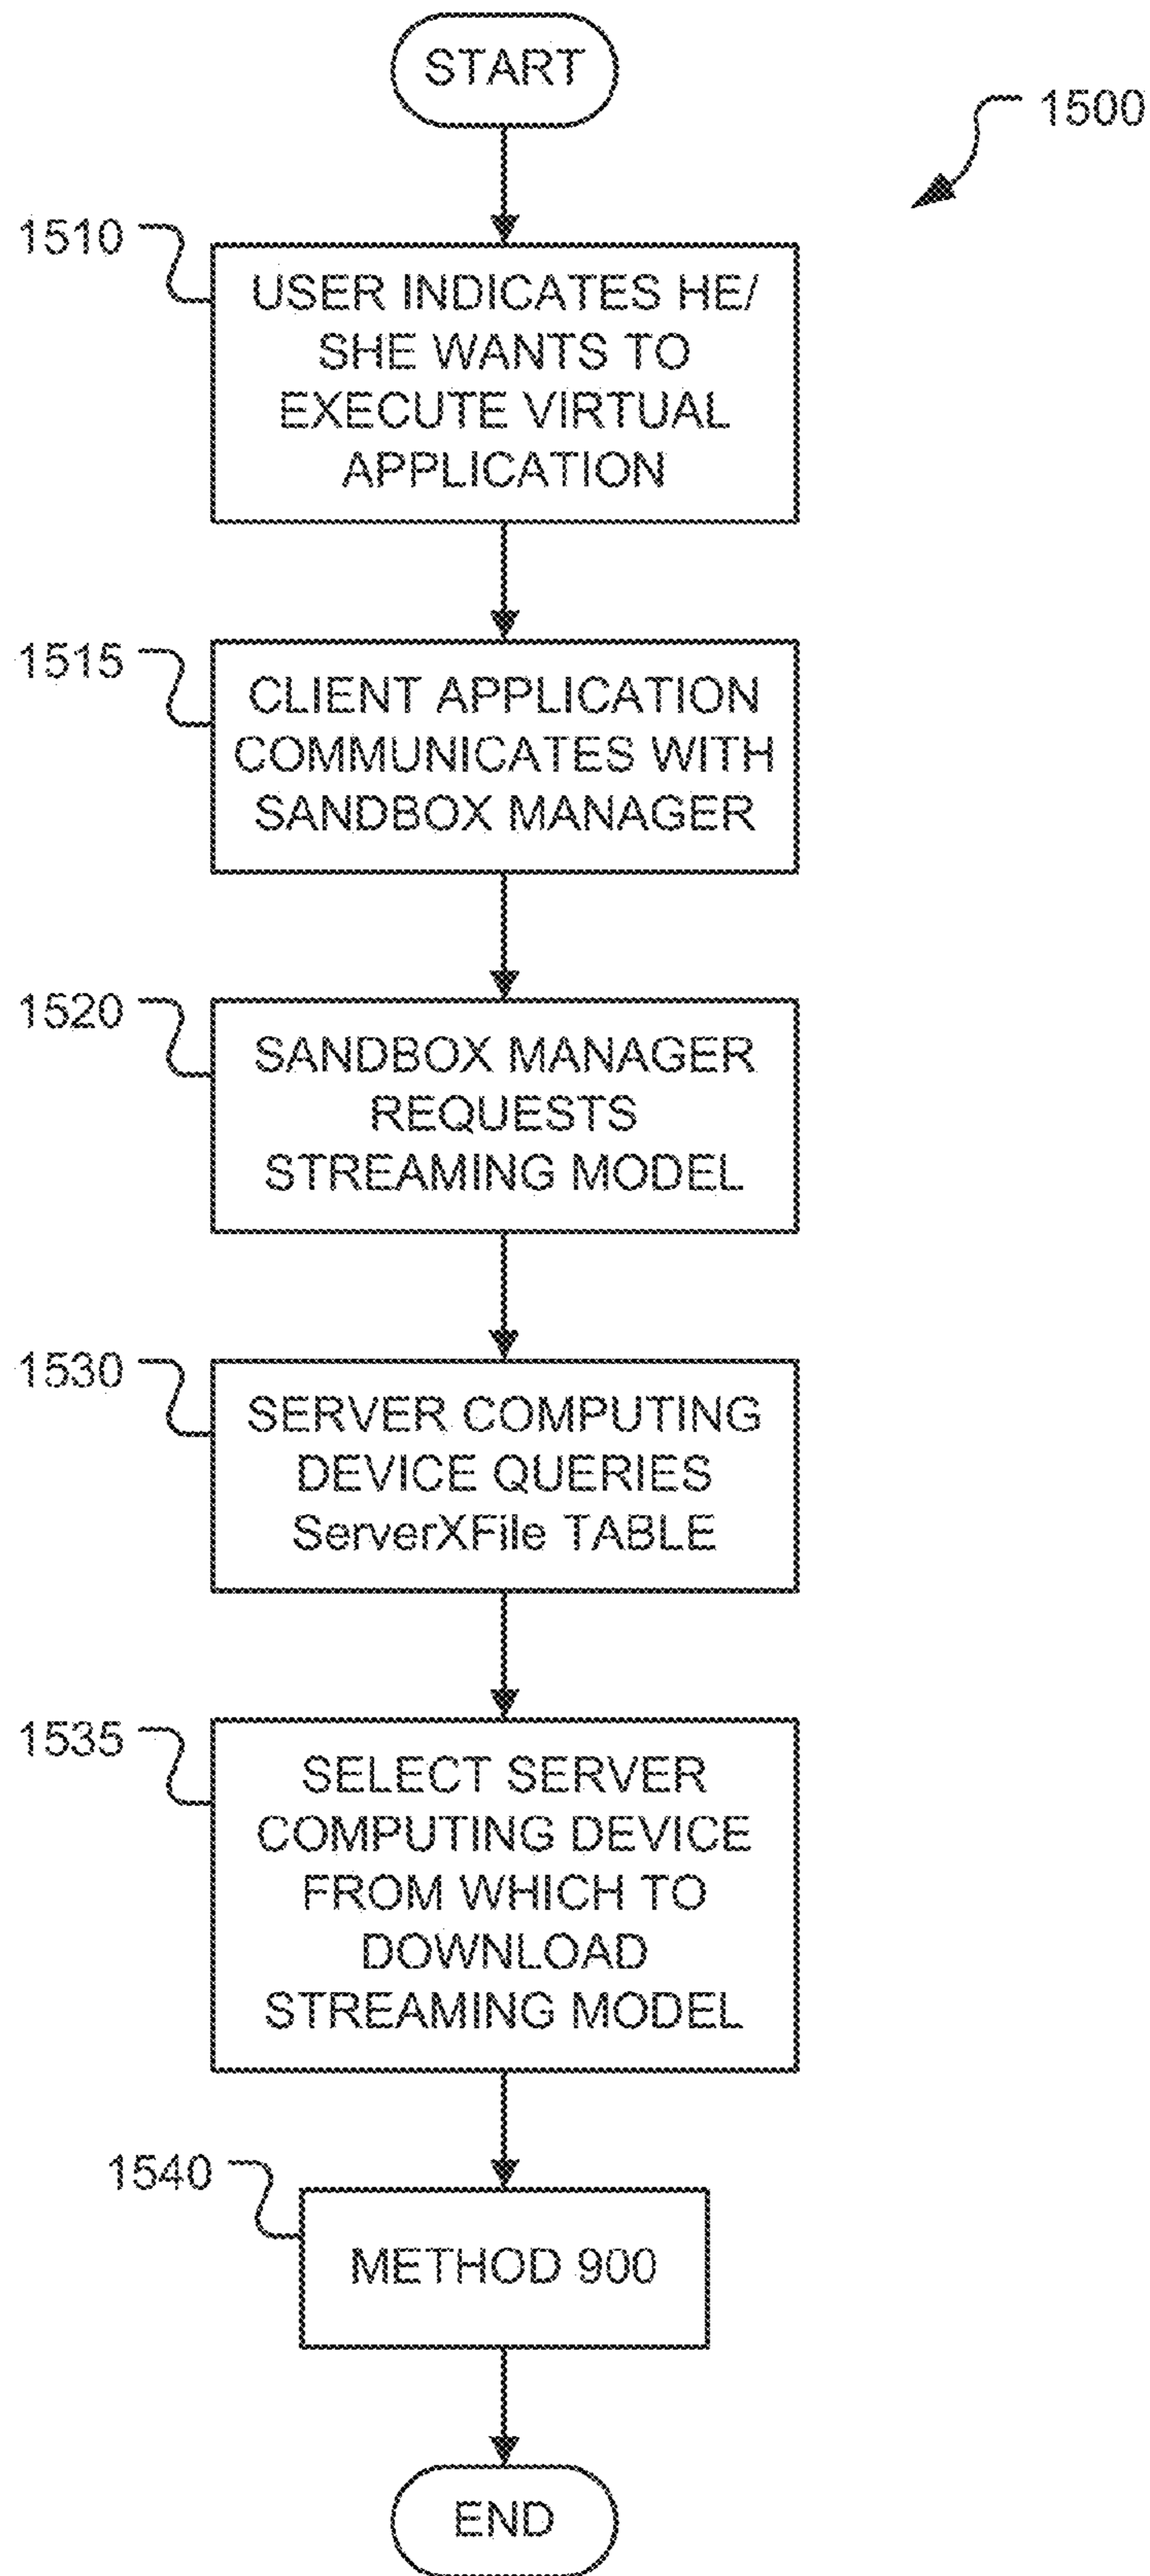 START
1500
1510
USER INDICATES HE/
SHE WANTS TO
EXECUTE VIRTUAL
APPLICATION
1515
CLIENT APPLICATION
COMMUNICATES WITH
SANDBOX MANAGER
1520
SANDBOX MANAGER
REQUESTS
STREAMING MODEL
1530
SERVER COMPUTING
DEVICE QUERIES
ServerXFile TABLE
1535
SELECT SERVER
COMPUTING DEVICE
FROM WHICH TO
DOWNLOAD
STREAMING MODEL
1540
METHOD 900
END